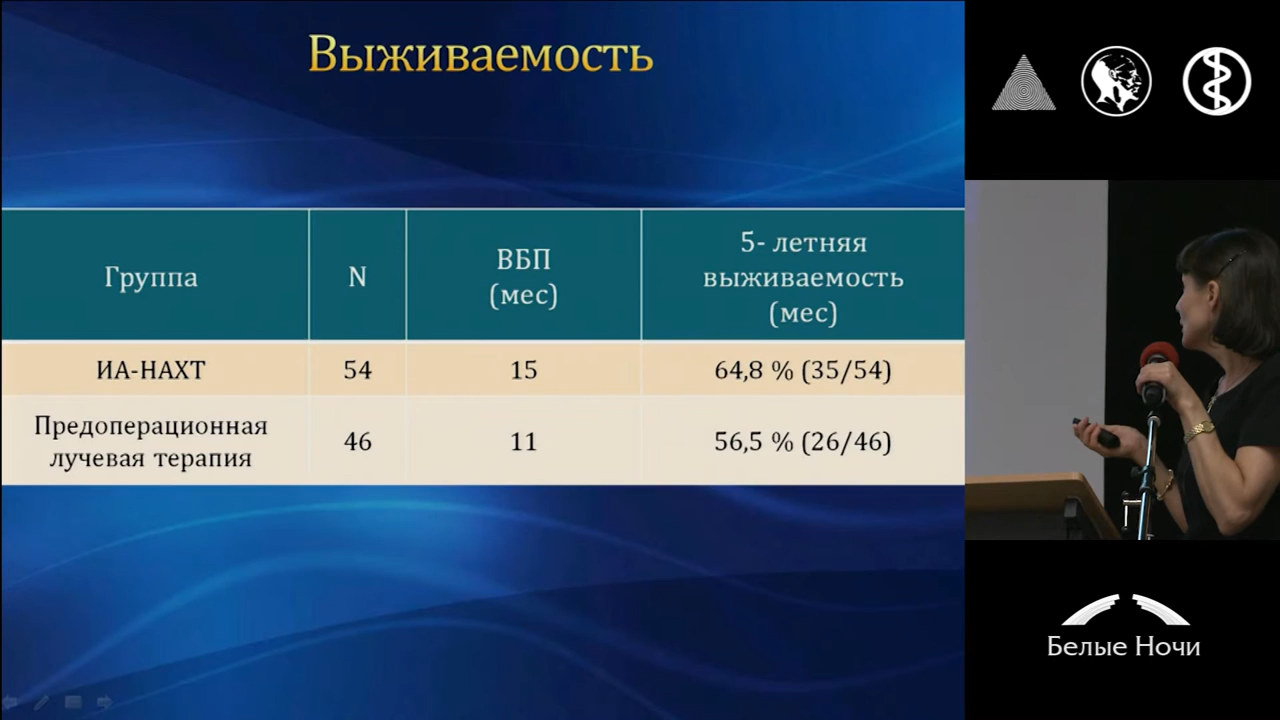 Выживаемость
Группа
N
ВБП
(мес)
5- летняя
выживаемость
(мес)
ИА-НАХТ
54
15
64,8 % (35/54)
Предоперационная
лучевая терапия
46
11
56,5 % (26/46)
Белые Ночи